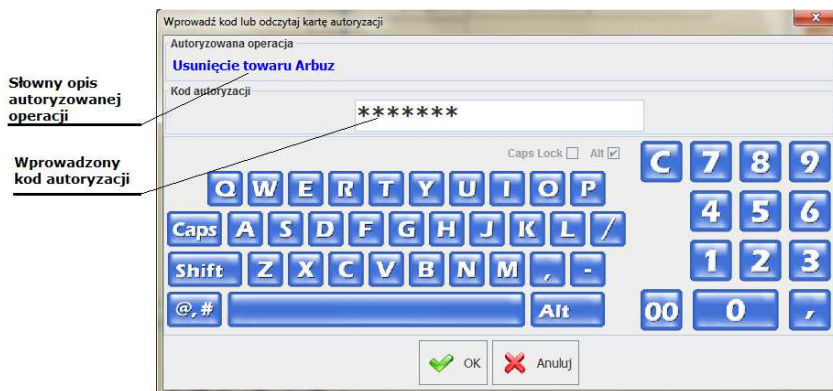 Wprowadź kod lub odczytaj kartę autoryzacji
x
Autoryzowana operacja
Usunięcie towaru Arbuz
Słowny opis
autoryzowanej
operacji
Kod autoryzacji
*******
Wprowadzony
kod autoryzacji
Caps Lock Alt
C 7 8 9
Q W E R T Y U I O P
4 5 6
Caps A S D F G H J K L /
Shift Z X C V B N M , -
1 2 3
@,# Alt
00 0 ,
OK Anuluj